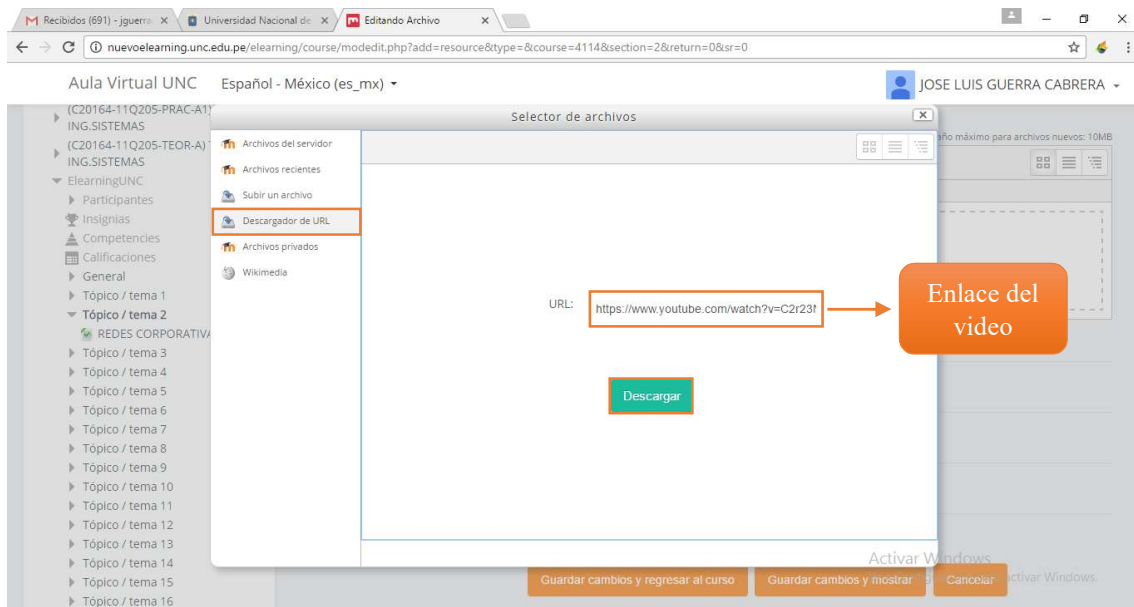 Recibidos (691) - jguerra
Universidad Nacional de
Editando Archivo
nuevoelearning.unc.edu.pe/elearning/course/modedit.php?add=resource&type=&course=4114&section=2&return=0&sr=0
Aula Virtual UNC
Español - México (es_mx)
JOSE LUIS GUERRA CABRERA
(C20164-11Q205-PRAC-A1)
ING.SISTEMAS
(C20164-11Q205-TEOR-A)
ING.SISTEMAS
ElearningUNC
Participantes
Insignias
Competencies
Calificaciones
General
Tópico / tema 1
Tópico / tema 2
REDES CORPORATIVA
Tópico / tema 3
Tópico / tema 4
Tópico / tema 5
Tópico / tema 6
Tópico / tema 7
Tópico / tema 8
Tópico / tema 9
Tópico / tema 10
Tópico / tema 11
Tópico / tema 12
Tópico / tema 13
Tópico / tema 14
Tópico / tema 15
Tópico / tema 16
Selector de archivos
Archivos del servidor
Archivos recientes
Subir un archivo
Descargador de URL
Archivos privados
Wikimedia
URL:
https://www.youtube.com/watch?v=C2r23
Descargar
Enlace del
video
máximo para archivos nuevos: 10MB
Activar Windows
activar Windows.
Guardar cambios y regresar al curso
Guardar cambios y mostrar
Cancelar